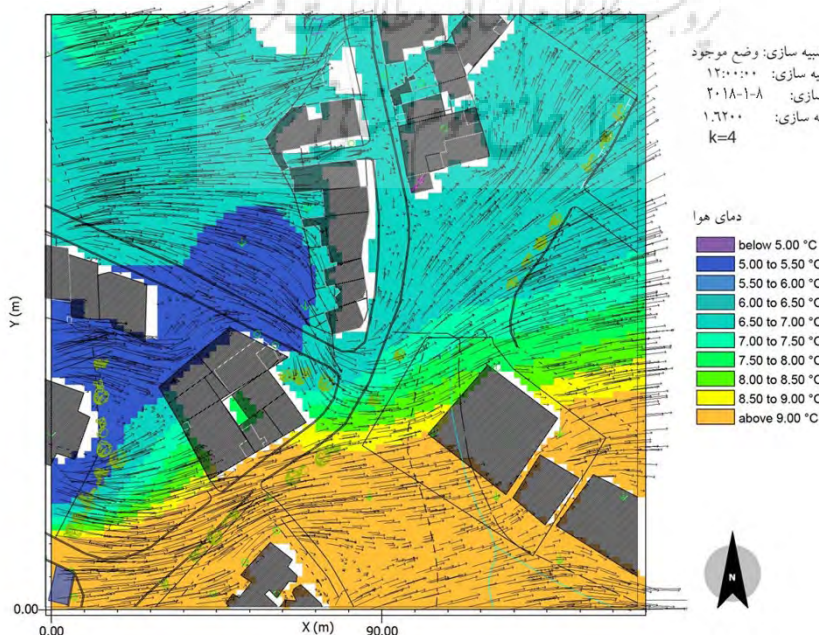 سبیه سازی: وضع موجود
یه سازی: ۱۲:۰۰:۰۰
سازی: ۲۰۱۸-۱-۸
ه سازی: ۱.۶۲۰۰
k=4
دمای هوا
below 5.00 °C
5.00 to 5.50 °C
5.50 to 6.00 °C
6.00 to 6.50 °C
6.50 to 7.00 °C
7.00 to 7.50 °C
7.50 to 8.00 °C
8.00 to 8.50 °C
8.50 to 9.00 °C
above 9.00 °C
Y (m)
N
0.00
0.00
X (m)
90.00